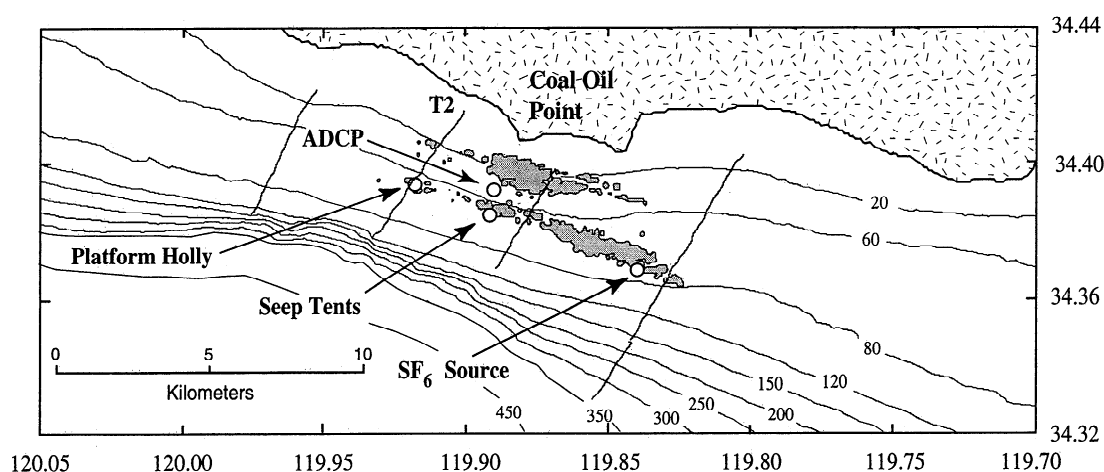 34.44
Coal Oil
Point
T2
ADCP
34.40
20
60
Platform Holly
Seep Tents
34.36
0 5 10
Kilometers
SF6 Source
80
120
150
200
250
300
350
450
34.32
120.05 120.00 119.95 119.90 119.85 119.80 119.75 119.70